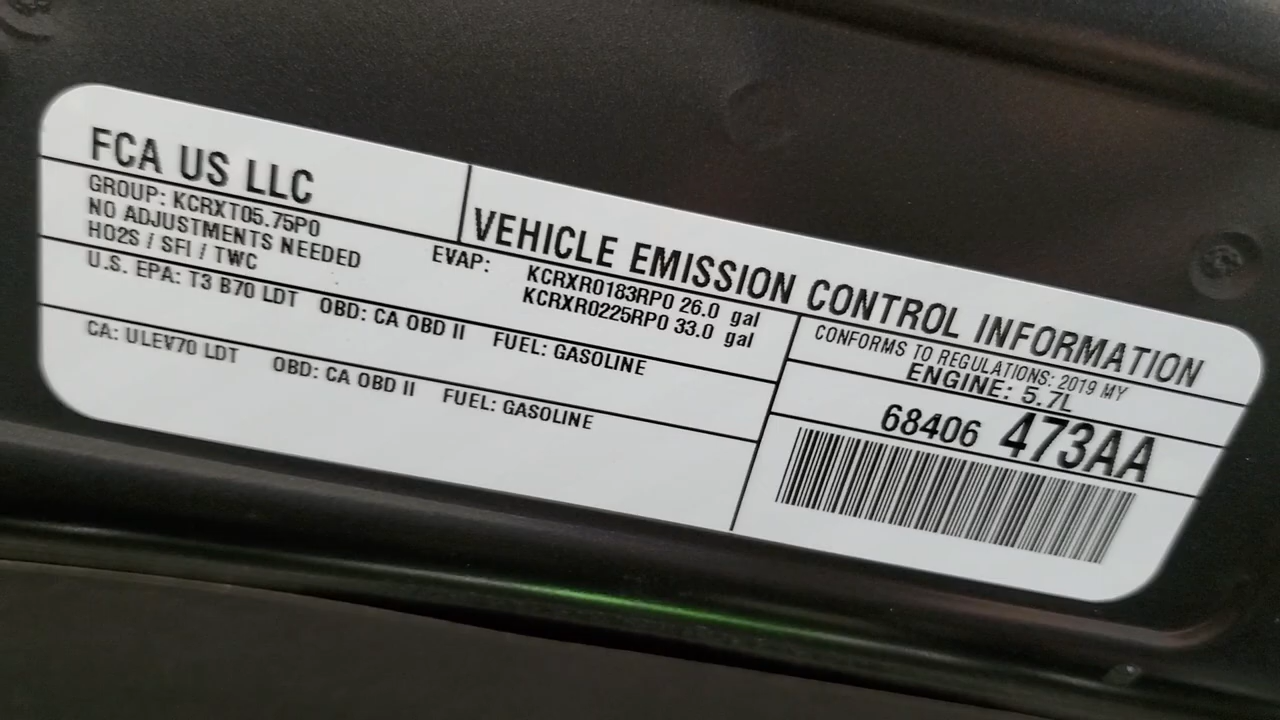 FCA US LLC
VEHICLE EMISSION CONTROL INFORMATION
GROUP: KCRXT05.75P0
NO ADJUSTMENTS NEEDED
HO2S / SFI / TWC
EVAP: KCRXR0183RP0 26.0 gal
KCRXR0225RP0 33.0 gal
U.S. EPA: T3 B70 LDT OBD: CA OBD II FUEL: GASOLINE
CA: ULEV70 LDT OBD: CA OBD II FUEL: GASOLINE
CONFORMS TO REGULATIONS: 2019 MY
ENGINE: 5.7L
68406 473AA